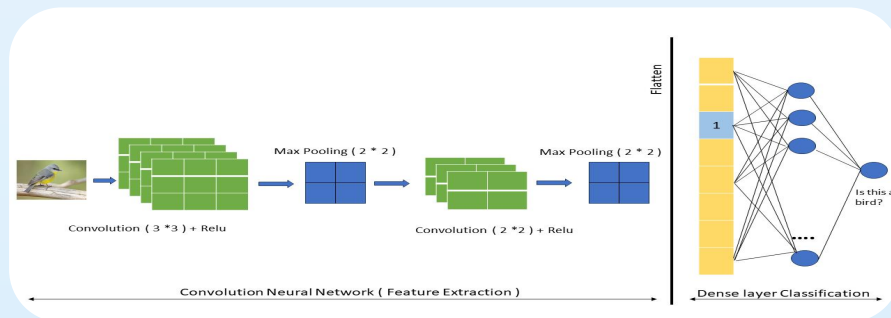 Max Pooling ( 2 * 2 )
Convolution ( 3 *3 ) + Relu
Max Pooling ( 2 * 2 )
Convolution ( 2 *2 ) + Relu
Convolution Neural Network ( Feature Extraction )
Flatten
1
....
Is this a
bird?
Dense layer Classification